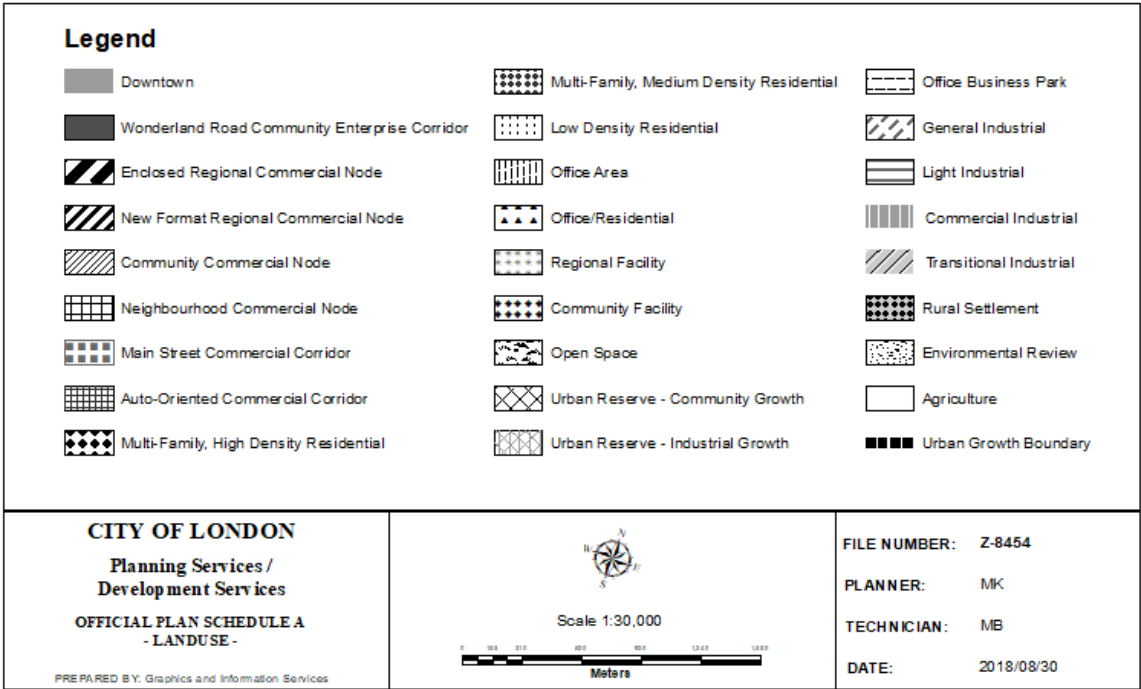 Legend
Downtown
Wonderland Road Community Enterprise Corridor
Enclosed Regional Commercial Node
New Format Regional Commercial Node
Community Commercial Node
Neighbourhood Commercial Node
Main Street Commercial Corridor
Auto-Oriented Commercial Corridor
Multi-Family, High Density Residential
Multi-Family, Medium Density Residential
Low Density Residential
Office Area
Office/Residential
Regional Facility
Community Facility
Open Space
Urban Reserve - Community Growth
Urban Reserve - Industrial Growth
Office Business Park
General Industrial
Light Industrial
Commercial Industrial
Transitional Industrial
Rural Settlement
Environmental Review
Agriculture
Urban Growth Boundary
CITY OF LONDON
Planning Services /
Development Services
OFFICIAL PLAN SCHEDULE A
- LANDUSE -
PREPARED BY: Graphics and Information Services
N
W E
S
Scale 1:30,000
Meters
FILE NUMBER: Z-8454
PLANNER: MK
TECHNICIAN: MB
DATE: 2018/08/30